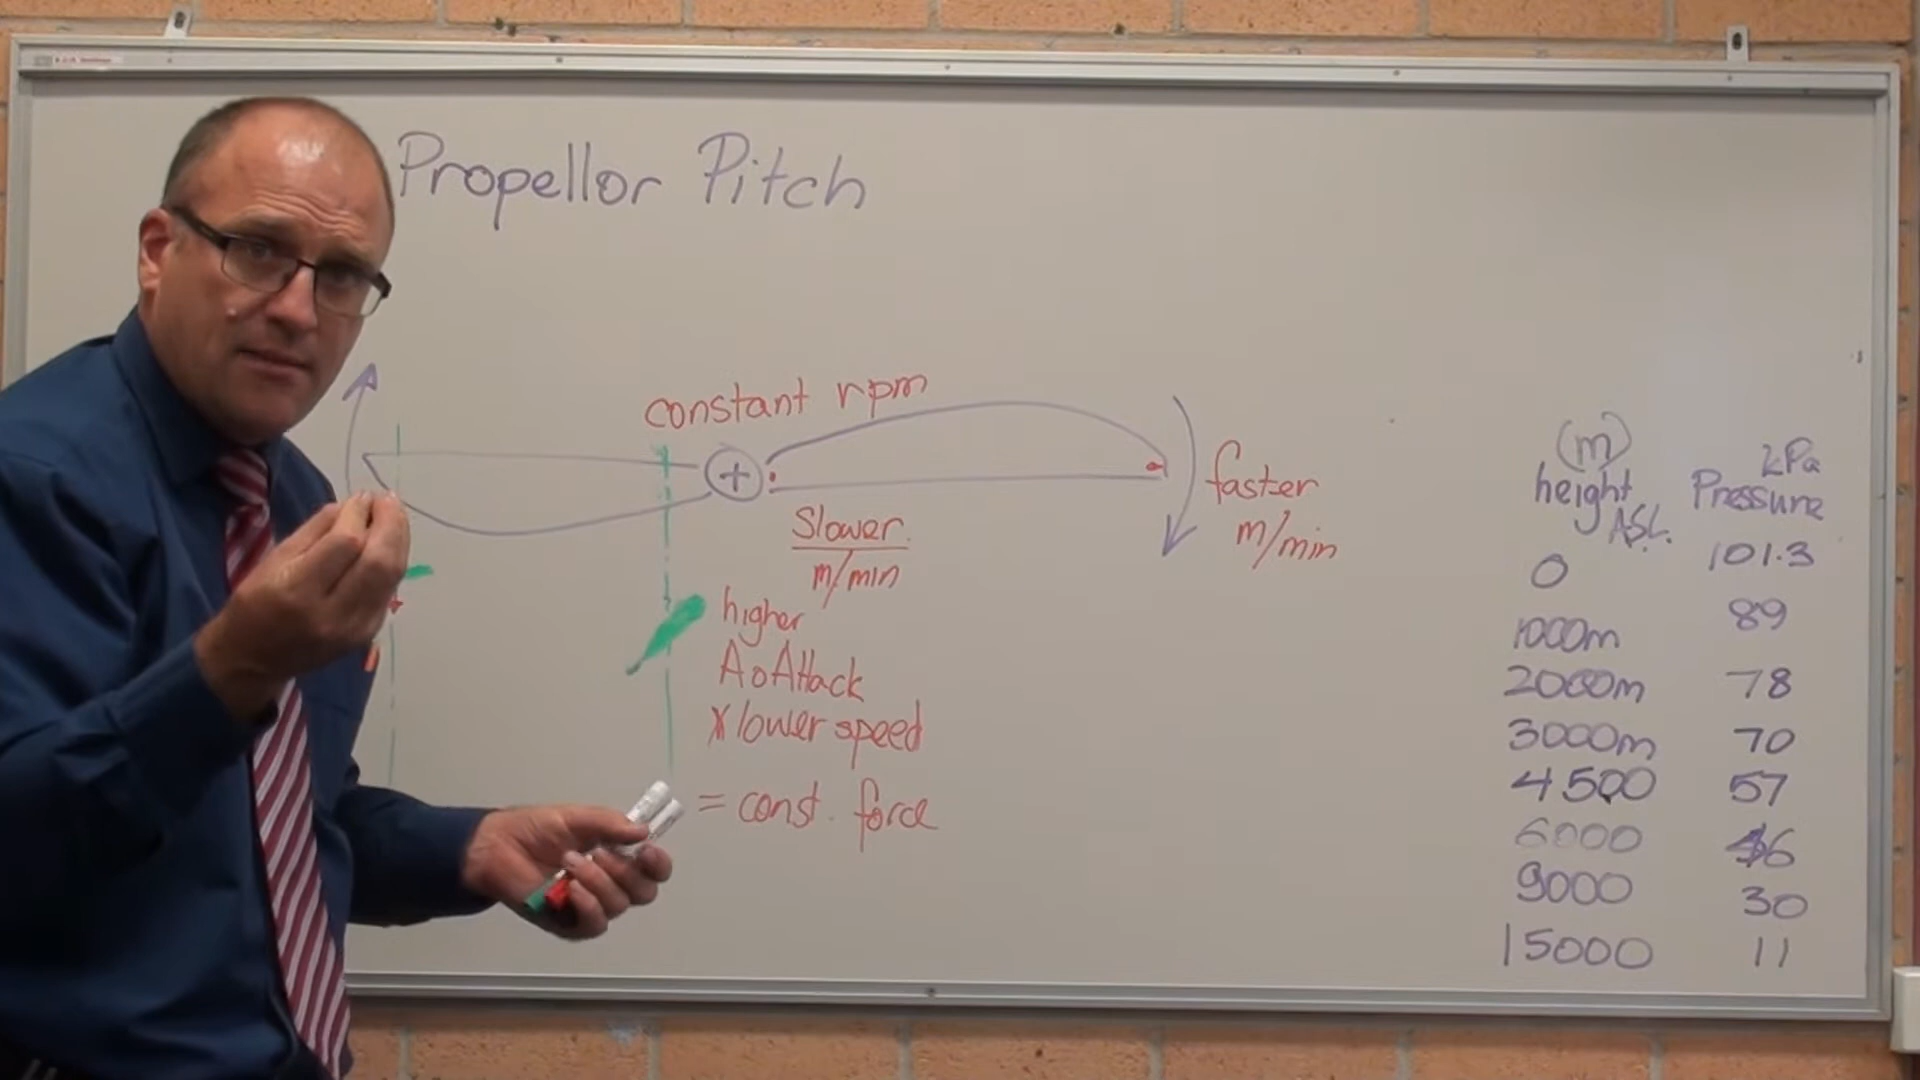 Propellor Pitch
constant rpm
+
Slower
m/min
faster
m/min
higher
AoAttack
x lower speed
= const. force
(m) kPa
height Pressure
A.S.L.
0 101.3
1000m 89
2000m 78
3000m 70
4500 57
6000 46
9000 30
15000 11